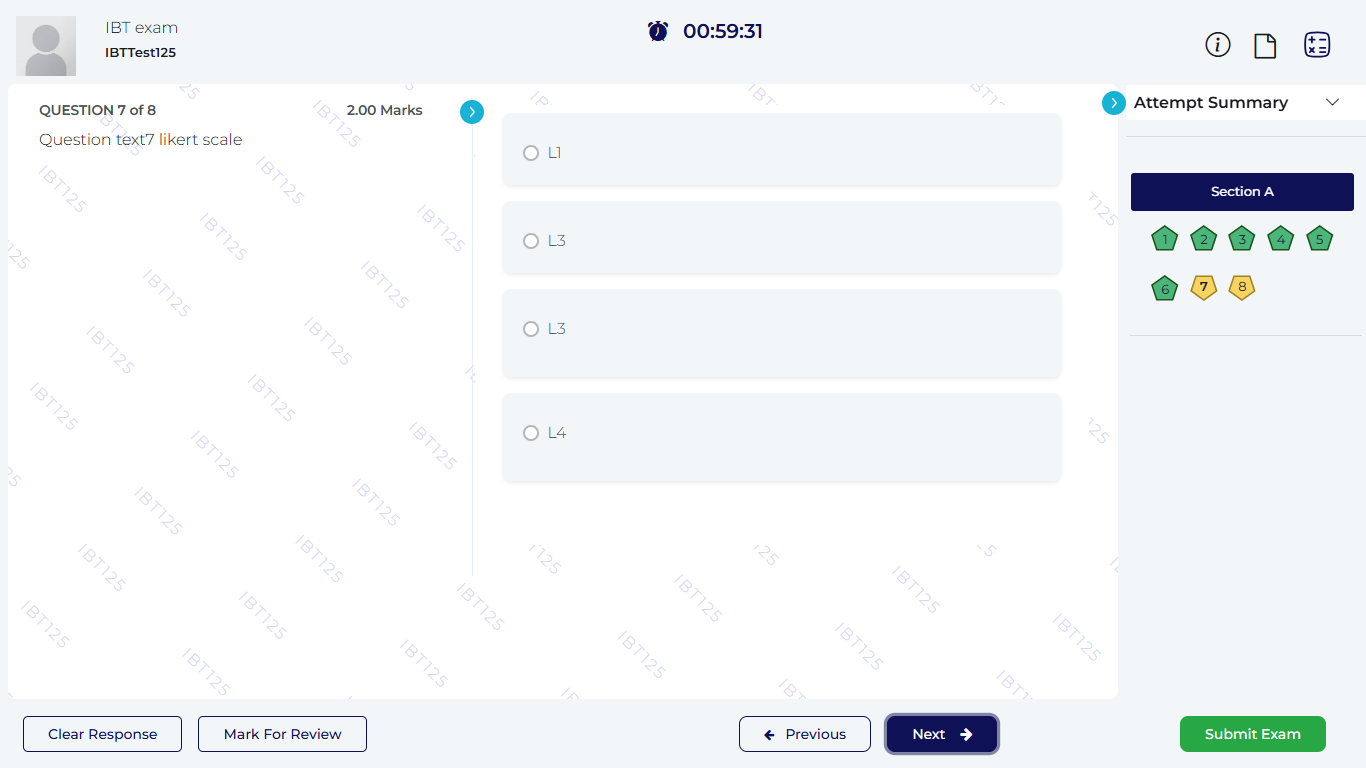 IBT exam
IBTTest125
00:59:31
QUESTION 7 of 8
2.00 Marks
Question text7 likert scale
L1
L3
L3
L4
Attempt Summary
Section A
1 2 3 4 5
6 7 8
IBT125
Clear Response
Mark For Review
Previous
Next
Submit Exam